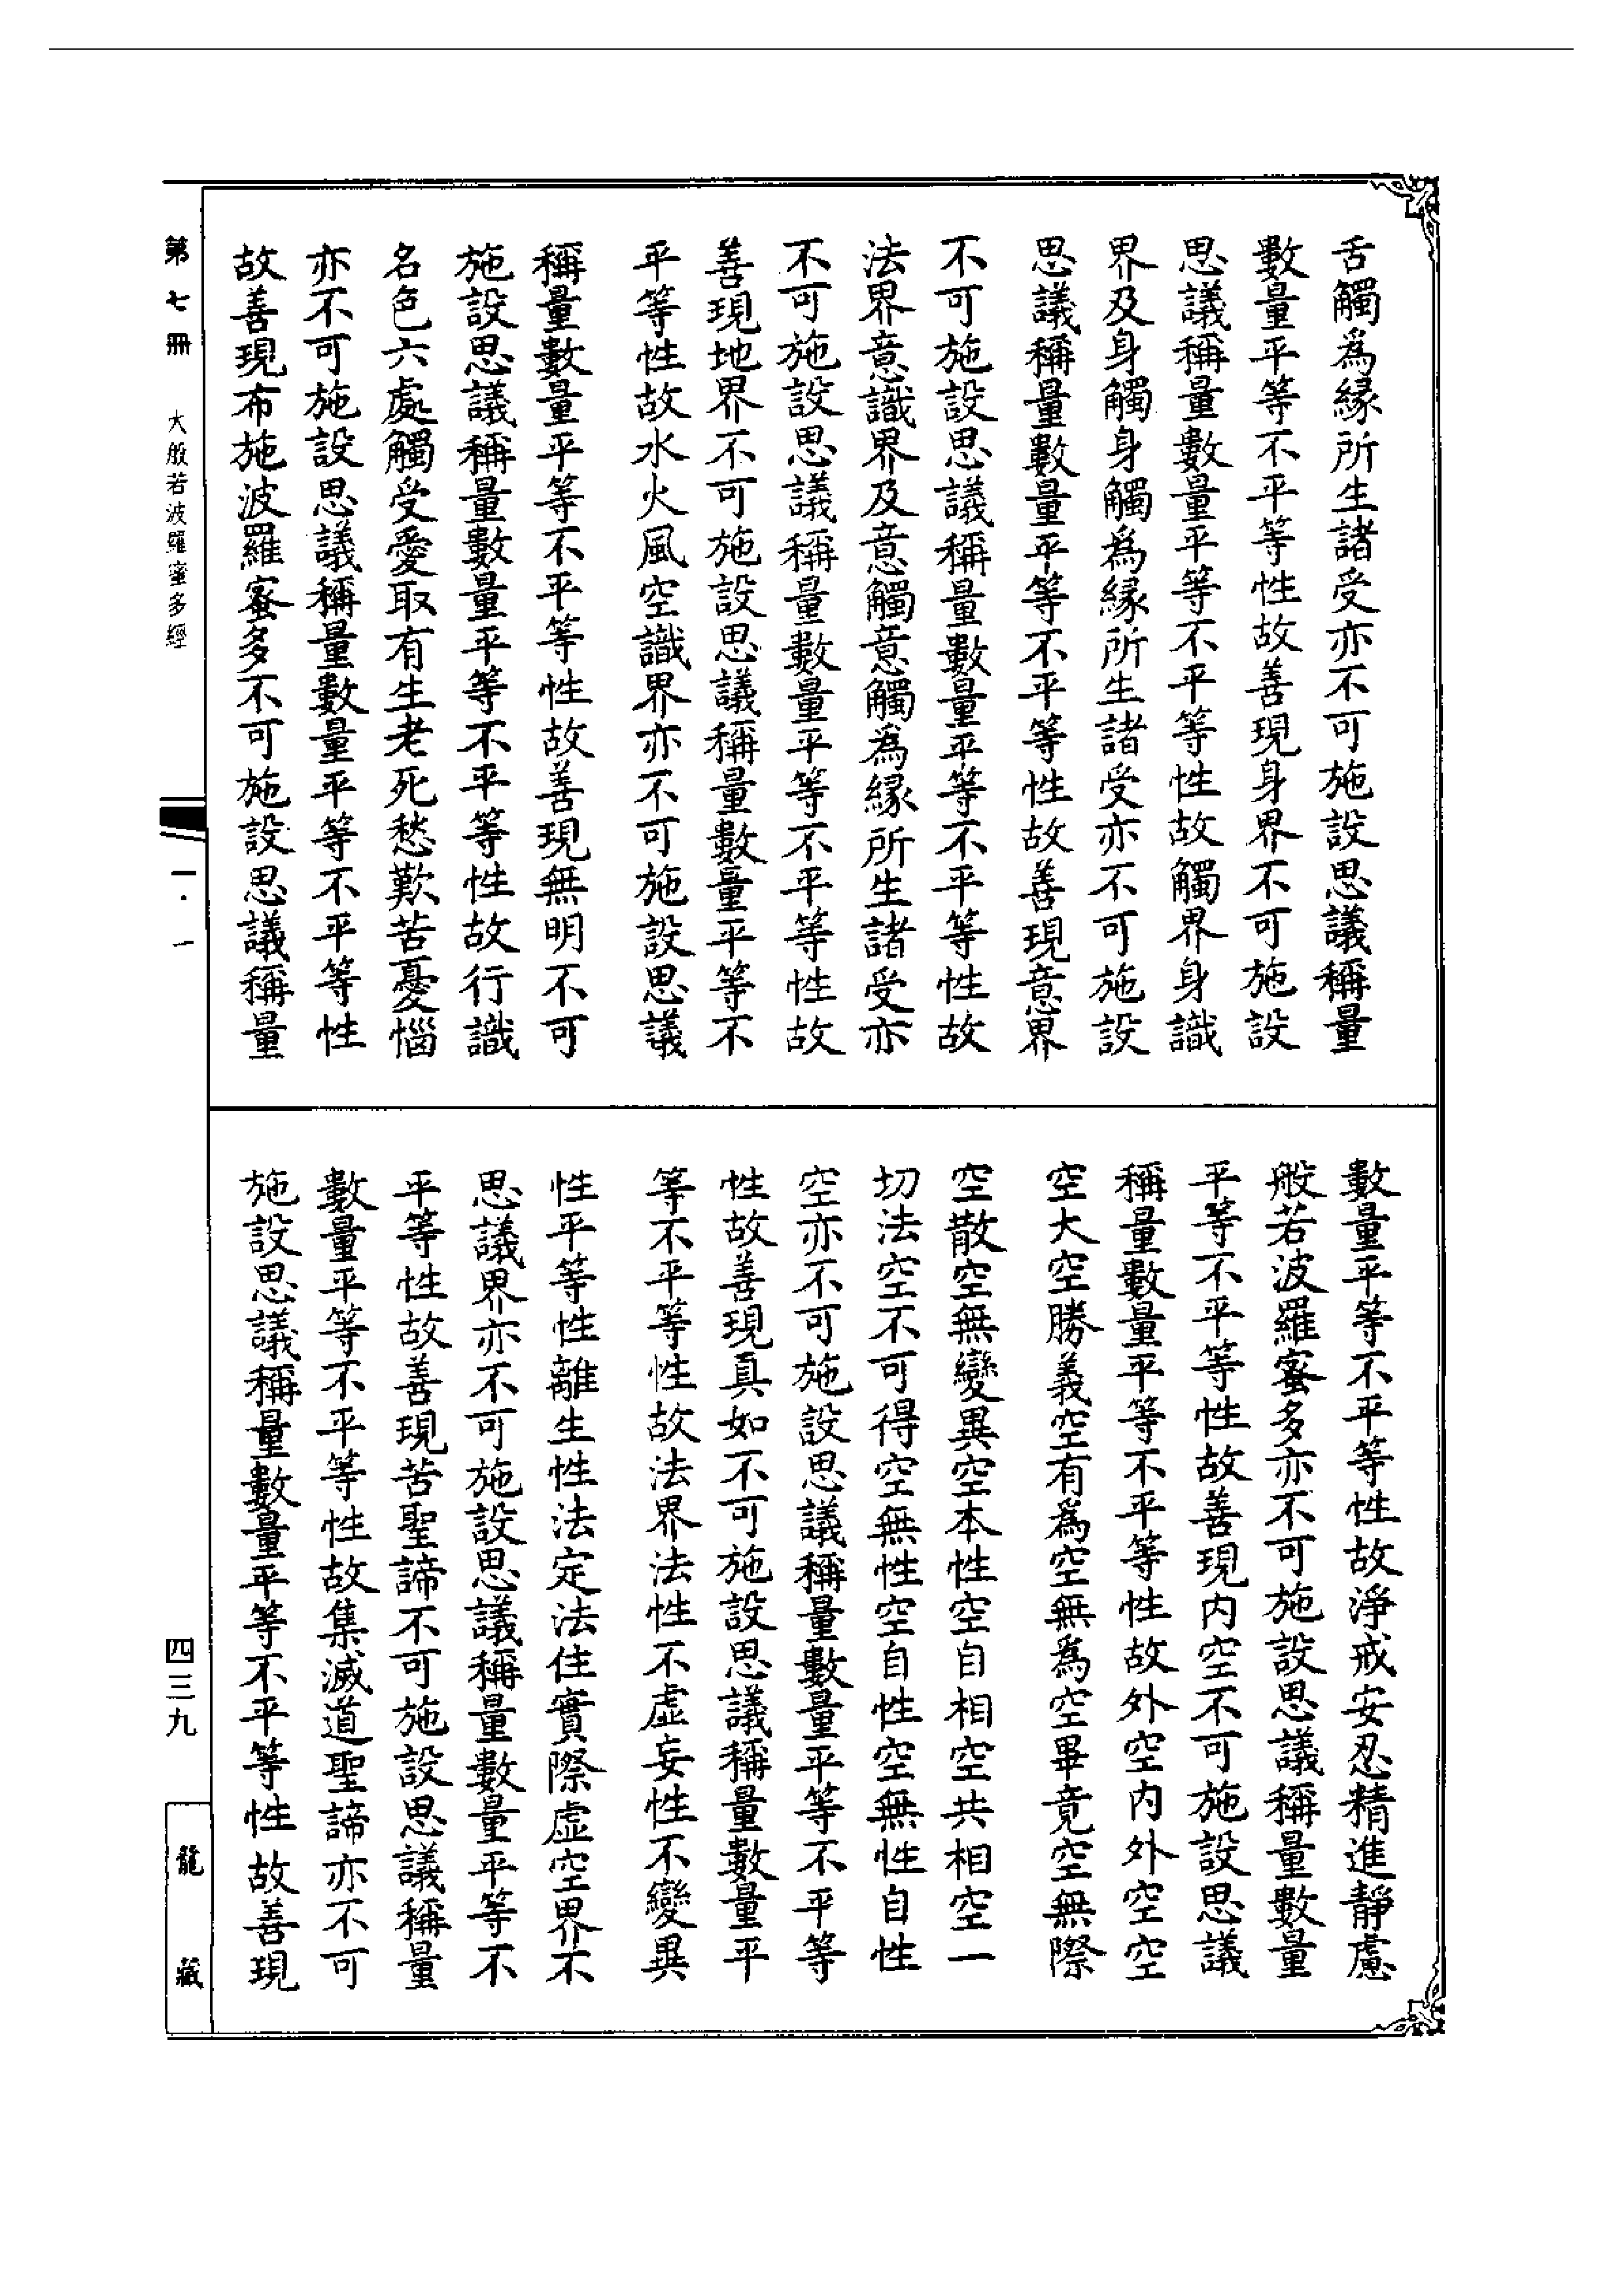 舌觸爲緣所生諸受亦不可施設思議稱量
數量平等不平等性故善現身界不可施設
思議稱量數量平等不平等性故觸界身識
界及身觸身觸爲緣所生諸受亦不可施設
思議稱量數量平等不平等性故善現意界
不可施設思議稱量數量平等不平等性故
法界意識界及意觸意觸爲緣所生諸受亦
不可施設思議稱量數量平等不平等性故
善現地界不可施設思議稱量數量平等不
平等性故水火風空識界亦不可施設思議
稱量數量平等不平等性故善現無明不可
施設思議稱量數量平等不平等性故行識
名色六處觸受愛取有生老死愁歎苦憂惱
亦不可施設思議稱量數量平等不平等性
故善現布施波羅蜜多不可施設思議稱量
數量平等不平等性故淨戒安忍精進靜慮
般若波羅蜜多亦不可施設思議稱量數量
平等不平等性故善現内空不可施設思議
稱量數量平等不平等性故外空内外空空
空大空勝義空有爲空無爲空畢竟空無際
空散空無變異空本性空自相空共相空一
切法空不可得空無性空自性空無性自性
空亦不可施設思議稱量數量平等不平等
性故善現真如不可施設思議稱量數量平
等不平等性故法界法性不虛妄性不變異
性平等性離生性法定法住實際虛空界不
思議界亦不可施設思議稱量數量平等不
平等性故善現苦聖諦不可施設思議稱量
數量平等不平等性故集滅道聖諦亦不可
施設思議稱量數量平等不平等性故善現
第七冊 大般若波羅蜜多經 一·一 四三九 龍藏